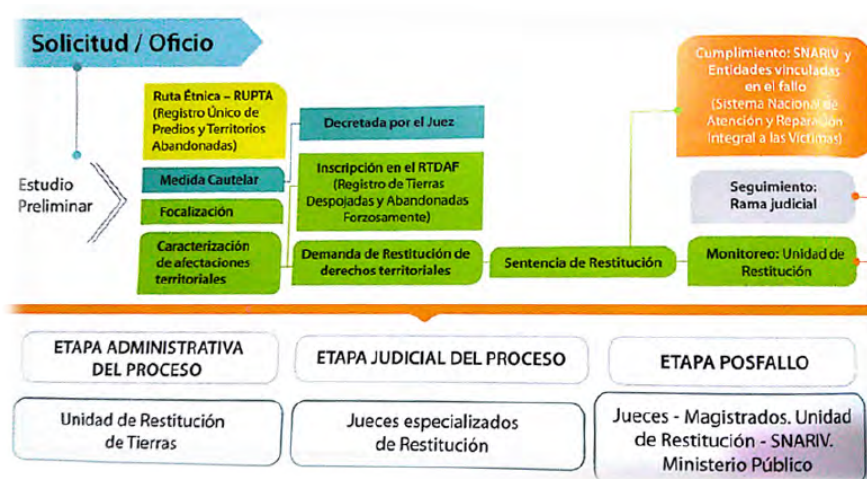 Solicitud / Oficio
Estudio
Preliminar
Ruta Étnica – RUPTA
(Registro Único de
Predios y Territorios
Abandonadas)
Medida Cautelar
Focalización
Caracterización
de afectaciones
territoriales
Decretada por el Juez
Inscripción en el RTDAF
(Registro de Tierras
Despojadas y Abandonadas
Forzosamente)
Demanda de Restitución de
derechos territoriales
Sentencia de Restitución
Cumplimiento: SNARIV y
Entidades vinculadas
en el fallo
(Sistema Nacional de
Atención y Reparación
Integral a las Víctimas)
Seguimiento:
Rama judicial
Monitoreo: Unidad de
Restitución
ETAPA ADMINISTRATIVA
DEL PROCESO
ETAPA JUDICIAL DEL PROCESO
ETAPA POSFALLO
Unidad de Restitución
de Tierras
Jueces especializados
de Restitución
Jueces - Magistrados. Unidad
de Restitución - SNARIV.
Ministerio Público